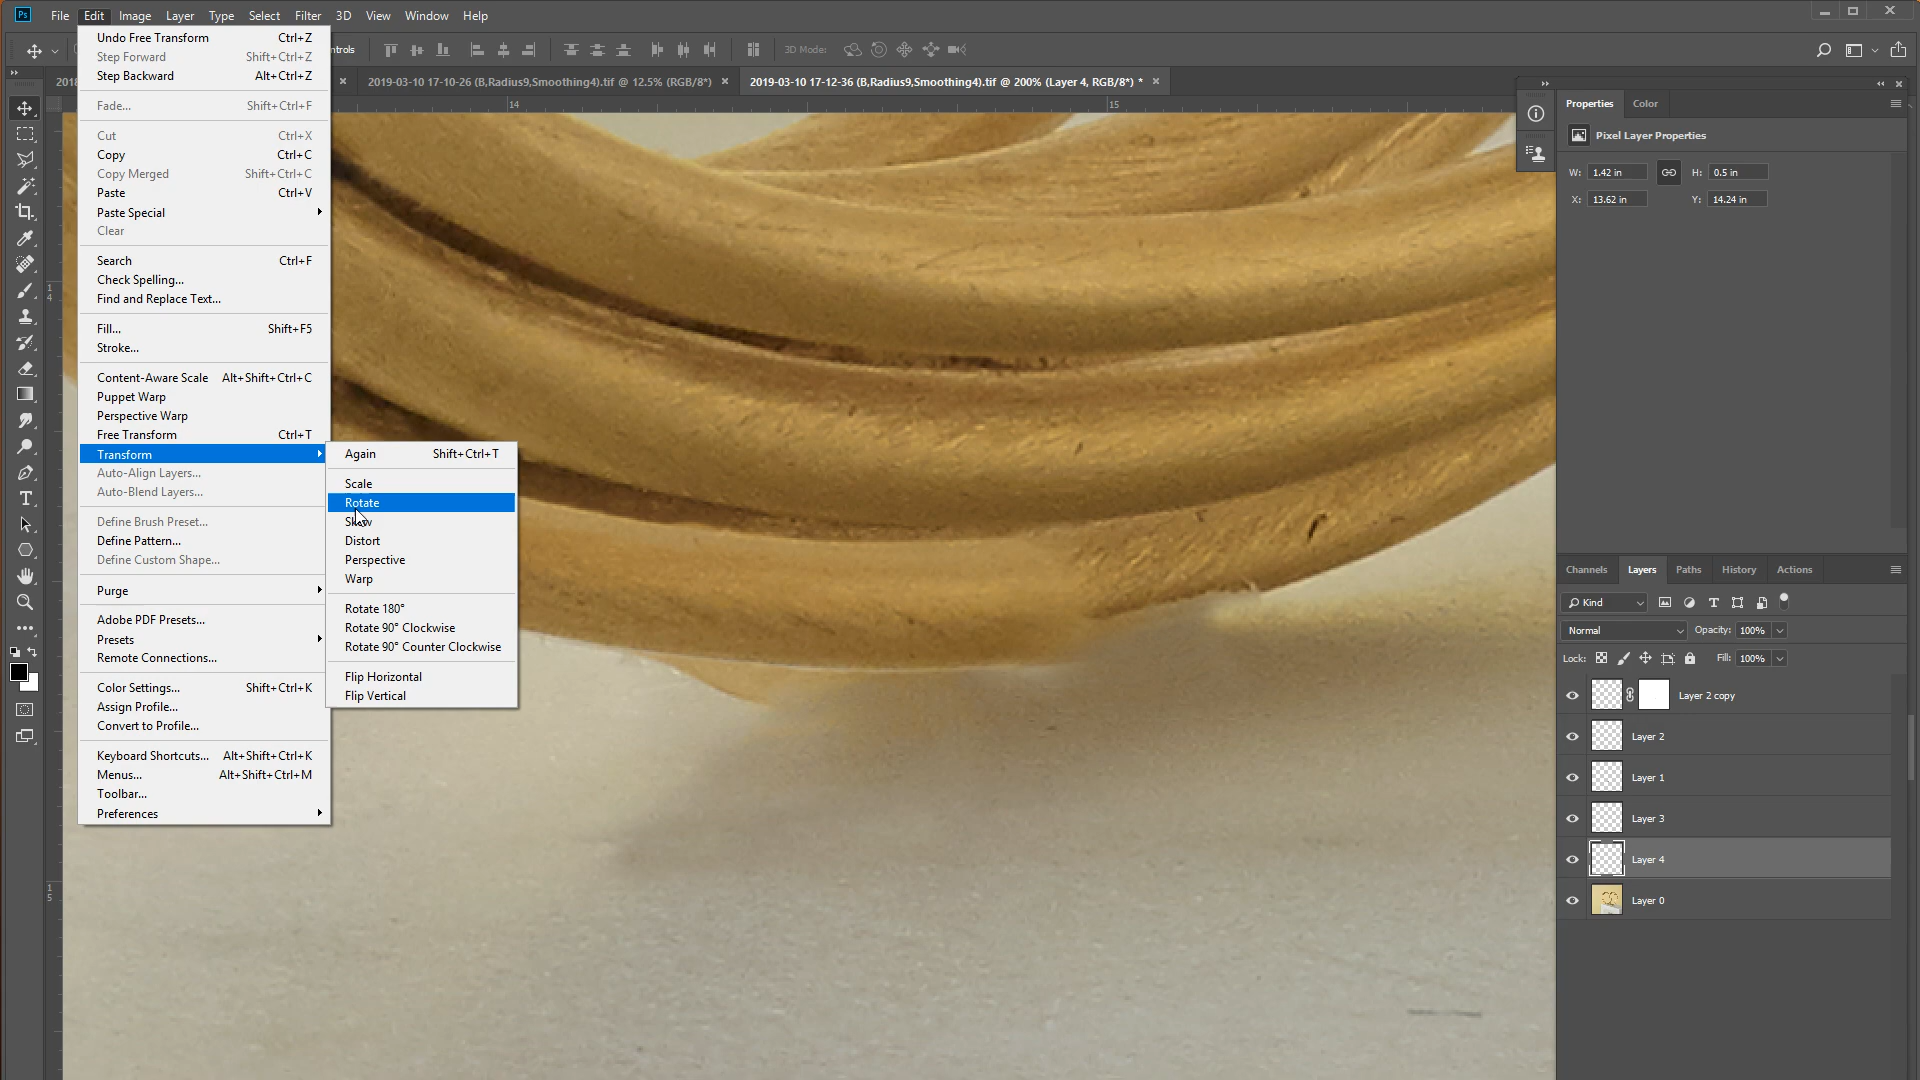 Ps File Edit Image Layer Type Select Filter 3D View Window Help
ntrols 3D Mode:
2018 2019-03-10 17-10-26 (B,Radius9,Smoothing4).tif @ 12.5% (RGB/8*) 2019-03-10 17-12-36 (B,Radius9,Smoothing4).tif @ 200% (Layer 4, RGB/8*) *
14 15
1
4
1
5
Undo Free Transform Ctrl+Z
Step Forward Shift+Ctrl+Z
Step Backward Alt+Ctrl+Z
Fade... Shift+Ctrl+F
Cut Ctrl+X
Copy Ctrl+C
Copy Merged Shift+Ctrl+C
Paste Ctrl+V
Paste Special
Clear
Search Ctrl+F
Check Spelling...
Find and Replace Text...
Fill... Shift+F5
Stroke...
Content-Aware Scale Alt+Shift+Ctrl+C
Puppet Warp
Perspective Warp
Free Transform Ctrl+T
Transform
Auto-Align Layers...
Auto-Blend Layers...
Define Brush Preset...
Define Pattern...
Define Custom Shape...
Purge
Adobe PDF Presets...
Presets
Remote Connections...
Color Settings... Shift+Ctrl+K
Assign Profile...
Convert to Profile...
Keyboard Shortcuts... Alt+Shift+Ctrl+K
Menus... Alt+Shift+Ctrl+M
Toolbar...
Preferences
Again Shift+Ctrl+T
Scale
Rotate
Skew
Distort
Perspective
Warp
Rotate 180°
Rotate 90° Clockwise
Rotate 90° Counter Clockwise
Flip Horizontal
Flip Vertical
Properties Color
Pixel Layer Properties
W: 1.42 in H: 0.5 in
X: 13.62 in Y: 14.24 in
Channels Layers Paths History Actions
Kind
Normal Opacity: 100%
Lock: Fill: 100%
Layer 2 copy
Layer 2
Layer 1
Layer 3
Layer 4
Layer 0